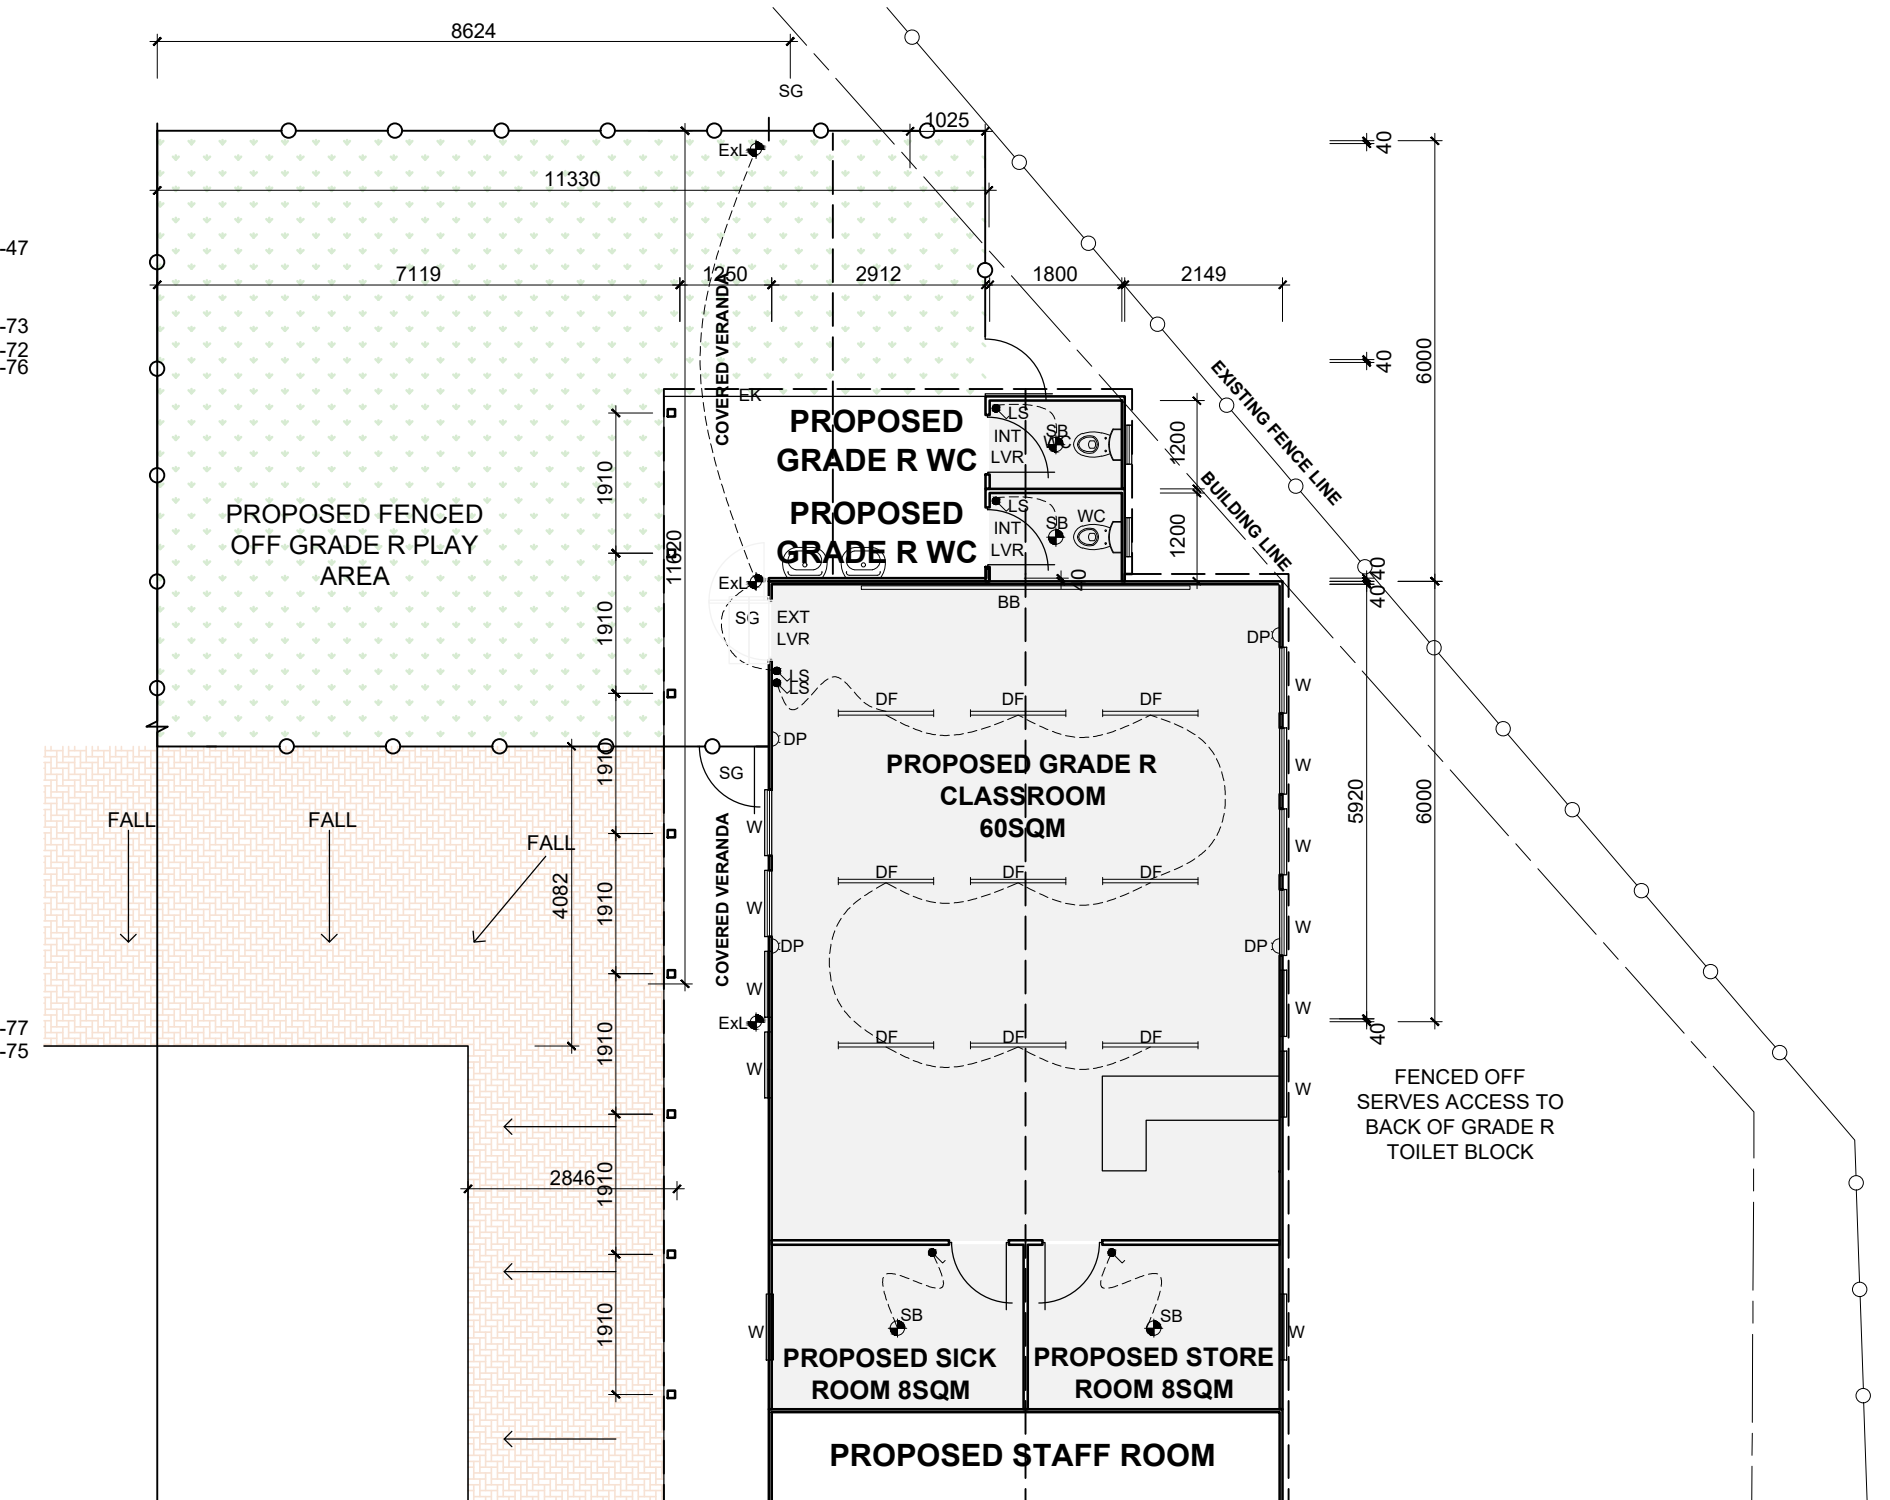 8624
SG
1025
ExL
40
11330
-47
7119
1250
2912
1800
2149
COVERED VERANDA
-73
-72
-76
40
6000
EXISTING FENCE LINE
EK
PROPOSED
GRADE R WC
LS
INT
LVR
SB
WC
1200
1910
BUILDING LINE
PROPOSED FENCED
OFF GRADE R PLAY
AREA
PROPOSED
GRADE R WC
LS
INT
LVR
SB
WC
1200
ExL
40
40
40
BB
SG
EXT
LVR
DP
1910
LS
LS
W
DF
DF
DF
DP
1910
SG
PROPOSED GRADE R
CLASSROOM
60SQM
W
FALL
FALL
FALL
W
W
5920
6000
4082
1910
COVERED VERANDA
DF
DF
DF
W
W
DP
DP
W
W
ExL
-77
-75
1910
DF
DF
DF
40
W
W
FENCED OFF
SERVES ACCESS TO
BACK OF GRADE R
TOILET BLOCK
2846
1910
1910
SB
SB
W
W
PROPOSED SICK
ROOM 8SQM
PROPOSED STORE
ROOM 8SQM
PROPOSED STAFF ROOM